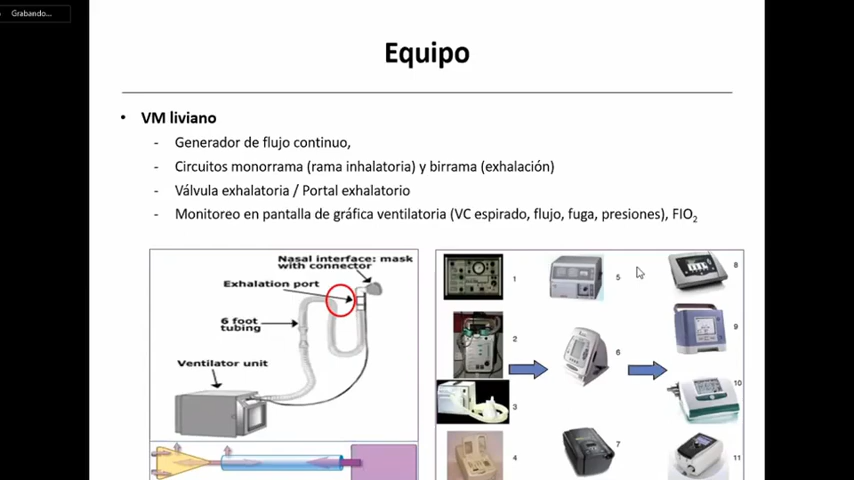 Grabando...
Equipo
• VM liviano
- Generador de flujo continuo,
- Circuitos monorrama (rama inhalatoria) y birrama (exhalación)
- Válvula exhalatoria / Portal exhalatorio
- Monitoreo en pantalla de gráfica ventilatoria (VC espirado, flujo, fuga, presiones), FIO₂
Nasal interface: mask
with connector
Exhalation port
6 foot
tubing
Ventilator unit
1
2
3
4
5
6
7
8
9
10
11